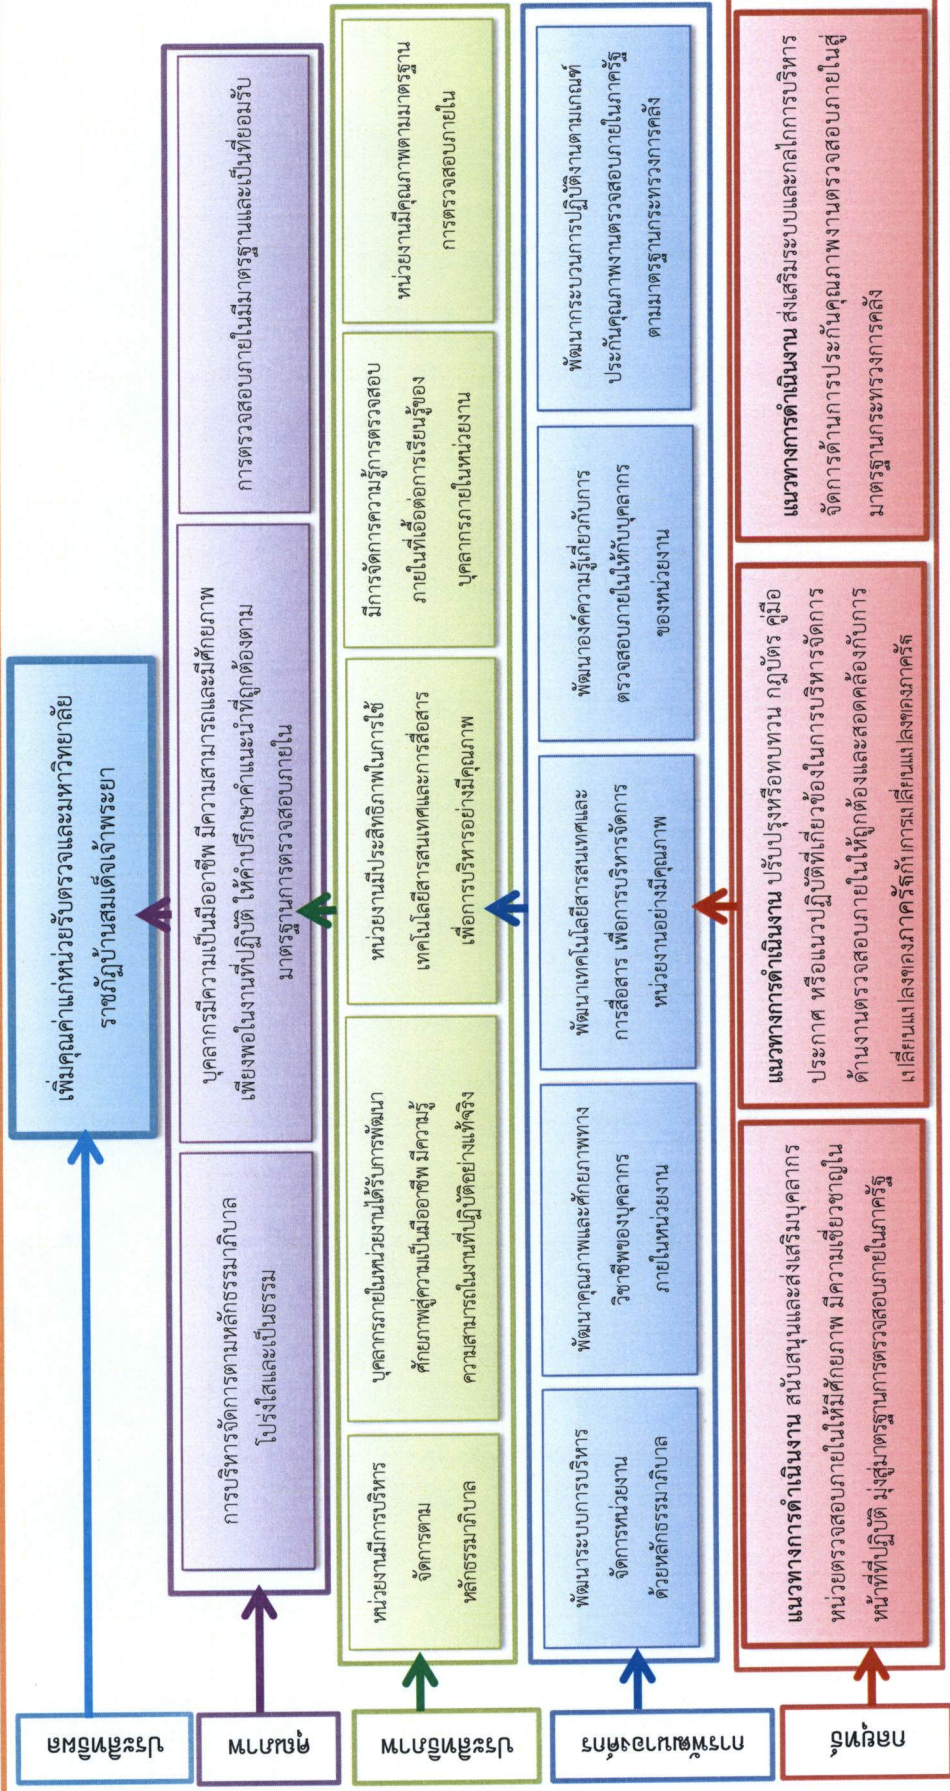 ประสิทธิผล
เพิ่มคุณค่าแก่หน่วยรับตรวจและมหาวิทยาลัย
ราชภัฏบ้านสมเด็จเจ้าพระยา
คุณภาพ
การบริหารจัดการตามหลักธรรมาภิบาล
โปร่งใสและเป็นธรรม
บุคลากรมีความเป็นมืออาชีพ มีความสามารถและมีศักยภาพ
เพียงพอในงานที่ปฏิบัติ ให้คำปรึกษาคำแนะนำที่ถูกต้องตาม
มาตรฐานการตรวจสอบภายใน
การตรวจสอบภายในมีมาตรฐานและเป็นที่ยอมรับ
ประสิทธิภาพ
หน่วยงานมีการบริหาร
จัดการตาม
หลักธรรมาภิบาล
บุคลากรภายในหน่วยงานได้รับการพัฒนา
ศักยภาพสู่ความเป็นมืออาชีพ มีความรู้
ความสามารถในงานที่ปฏิบัติอย่างแท้จริง
หน่วยงานมีประสิทธิภาพในการใช้
เทคโนโลยีสารสนเทศและการสื่อสาร
เพื่อการบริหารอย่างมีคุณภาพ
มีการจัดการความรู้การตรวจสอบ
ภายในที่เอื้อต่อการเรียนรู้ของ
บุคลากรภายในหน่วยงาน
หน่วยงานมีคุณภาพตามมาตรฐาน
การตรวจสอบภายใน
การพัฒนาองค์กร
พัฒนาระบบการบริหาร
จัดการหน่วยงาน
ด้วยหลักธรรมาภิบาล
พัฒนาคุณภาพและศักยภาพทาง
วิชาชีพของบุคลากร
ภายในหน่วยงาน
พัฒนาเทคโนโลยีสารสนเทศและ
การสื่อสาร เพื่อการบริหารจัดการ
หน่วยงานอย่างมีคุณภาพ
พัฒนาองค์ความรู้เกี่ยวกับการ
ตรวจสอบภายในให้กับบุคลากร
ของหน่วยงาน
พัฒนากระบวนการปฏิบัติงานตามเกณฑ์
ประกันคุณภาพงานตรวจสอบภายในภาครัฐ
ตามมาตรฐานกระทรวงการคลัง
กลยุทธ์
แนวทางการดำเนินงาน สนับสนุนและส่งเสริมบุคลากร
หน่วยตรวจสอบภายในให้มีศักยภาพ มีความเชี่ยวชาญใน
หน้าที่ที่ปฏิบัติ มุ่งสู่มาตรฐานการตรวจสอบภายในภาครัฐ
แนวทางการดำเนินงาน ปรับปรุงหรือทบทวน กฎบัตร คู่มือ
ประกาศ หรือแนวปฏิบัติที่เกี่ยวข้องในการบริหารจัดการ
ด้านงานตรวจสอบภายในให้ถูกต้องและสอดคล้องกับการ
เปลี่ยนแปลงของภาครัฐกับการเปลี่ยนแปลงของภาครัฐ
แนวทางการดำเนินงาน ส่งเสริมระบบและกลไกการบริหาร
จัดการด้านการประกันคุณภาพงานตรวจสอบภายในสู่
มาตรฐานกระทรวงการคลัง